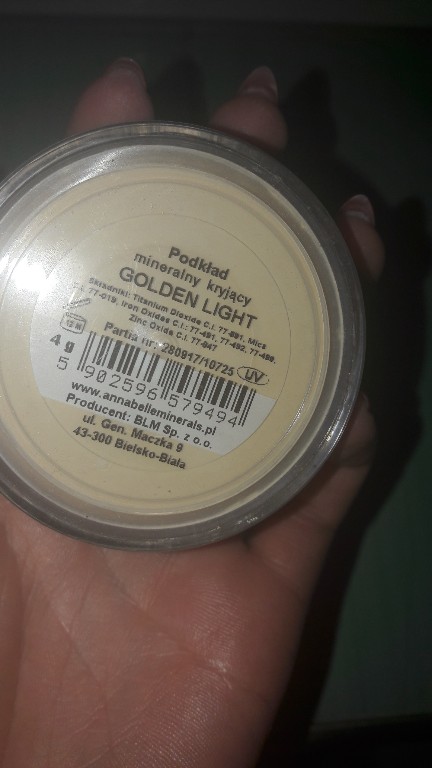 Podkład
mineralny kryjący
GOLDEN LIGHT
Składniki: Titanium Dioxide C.I. 77-891, Mica
C.I. 77-019, Iron Oxides C.I.: 77-491, 77-492, 77-499,
Zinc Oxide C.I. 77-947
Partia nr: 280917/10725
UV
12 M
4 g
5 902596 579494
www.annabelleminerals.pl
Producent: BLM Sp. z o.o.
ul. Gen. Maczka 9
43-300 Bielsko-Biała